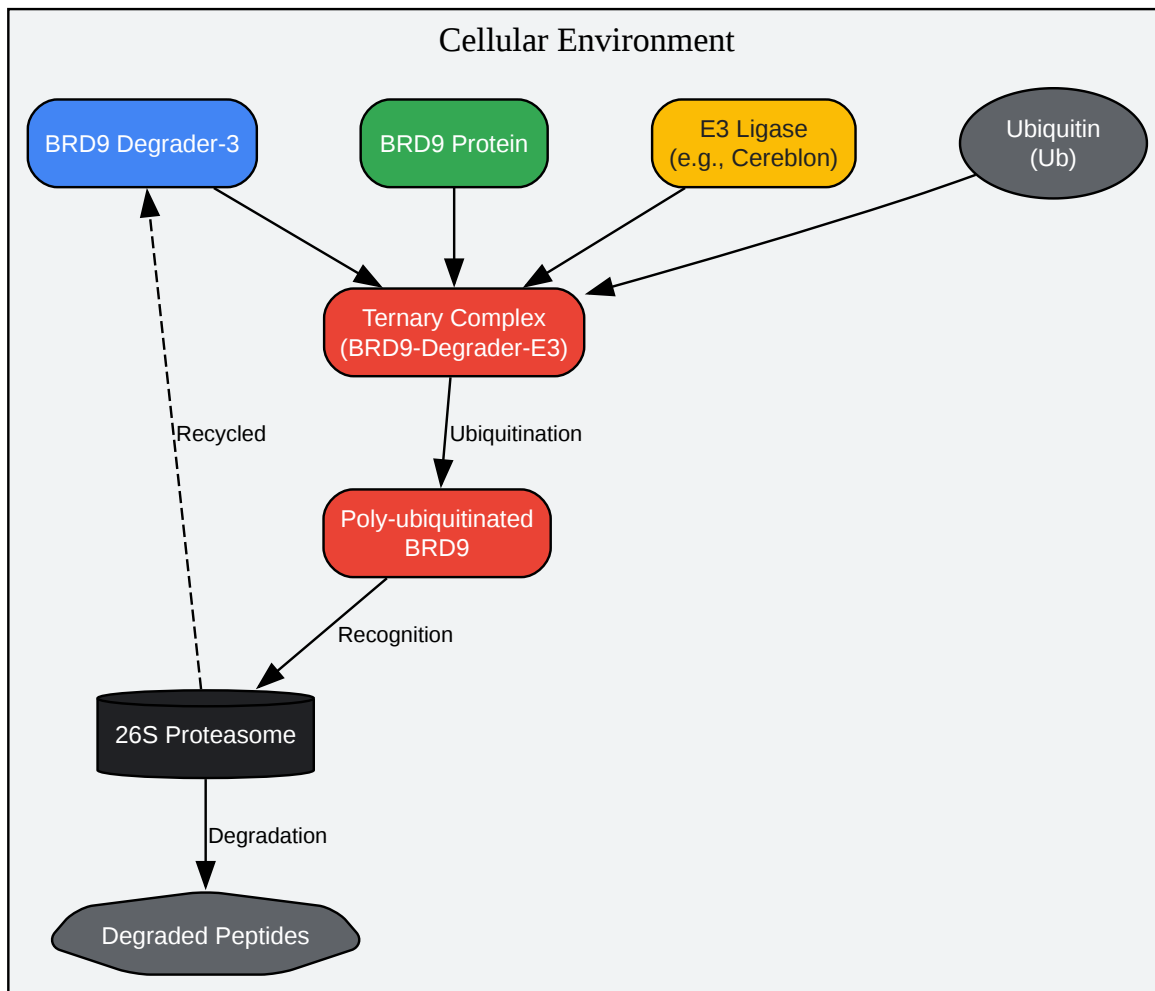 Cellular Environment
BRD9 Degrader-3
BRD9 Protein
E3 Ligase
(e.g., Cereblon)
Ubiquitin
(Ub)
Ternary Complex
(BRD9-Degrader-E3)
Recycled
Ubiquitination
Poly-ubiquitinated
BRD9
Recognition
26S Proteasome
Degradation
Degraded Peptides